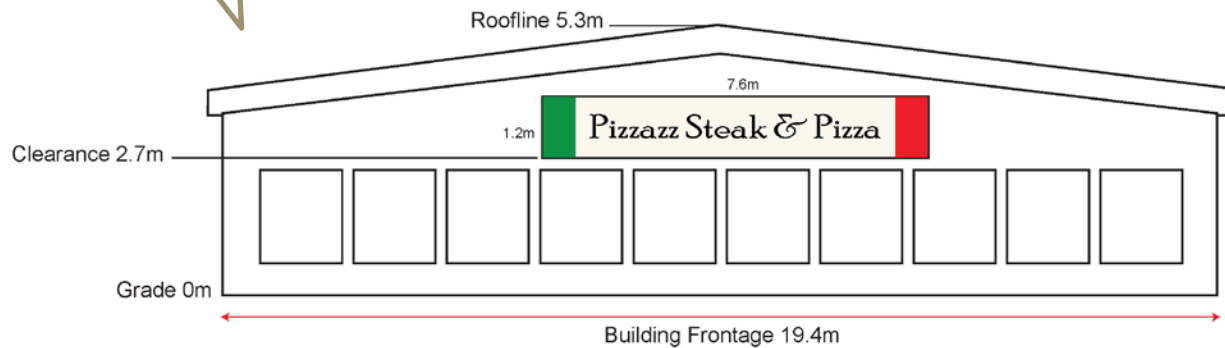 Roofline 5.3m
7.6m
Pizzazz Steak & Pizza
1.2m
Clearance 2.7m
Grade 0m
Building Frontage 19.4m